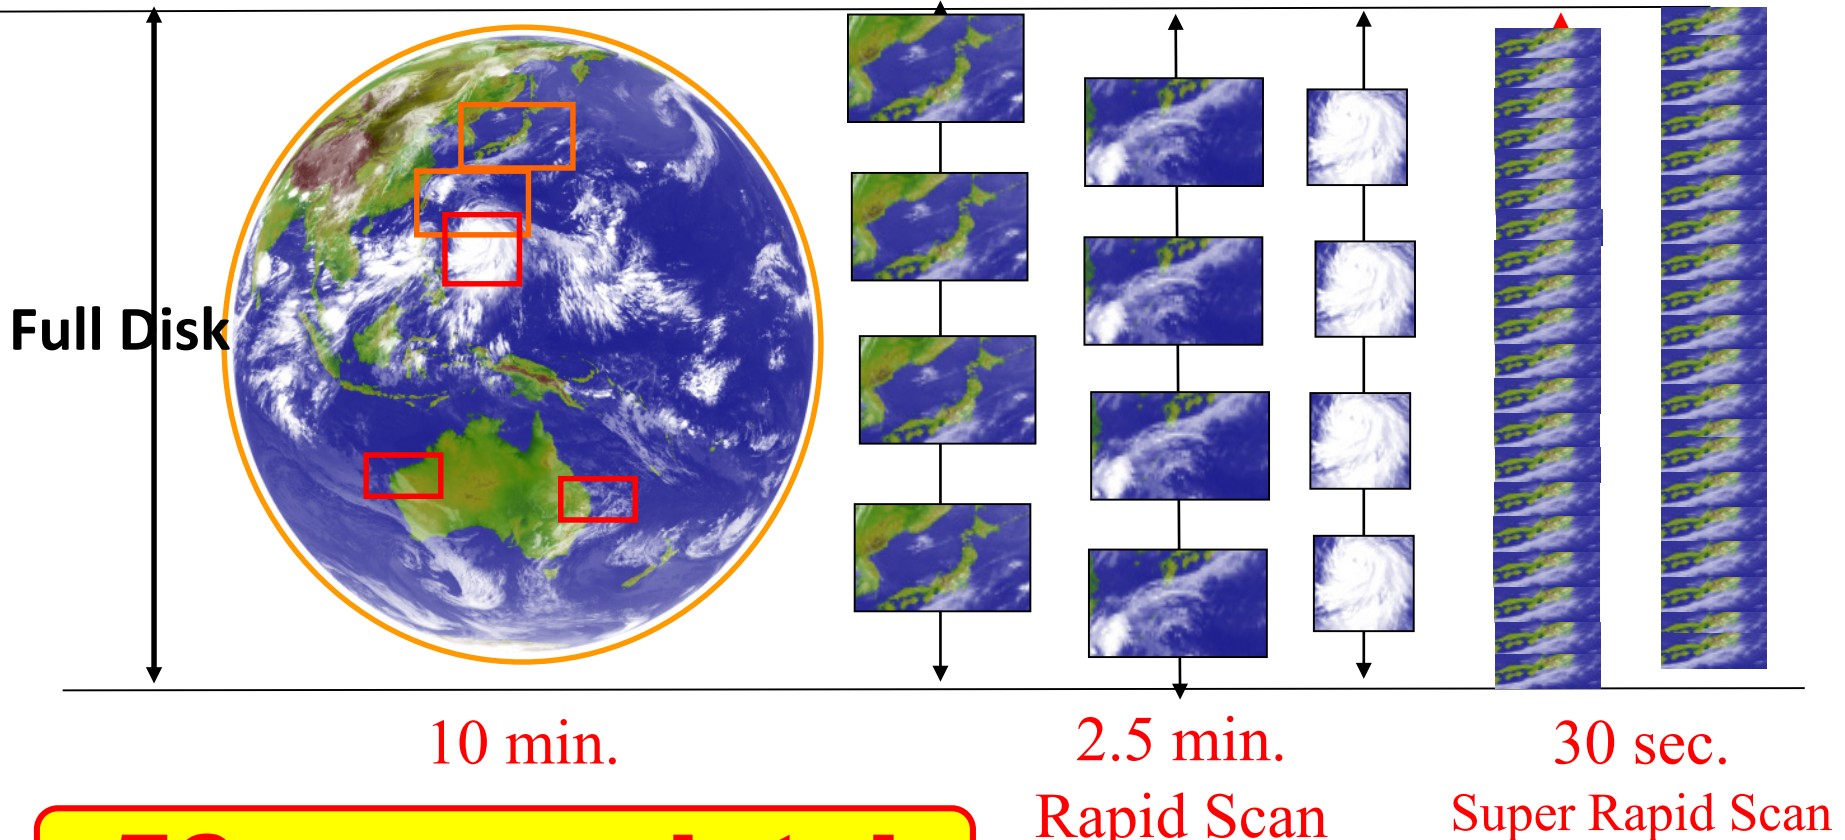 Full Disk
10 min.
2.5 min.
30 sec.
Rapid Scan
Super Rapid Scan